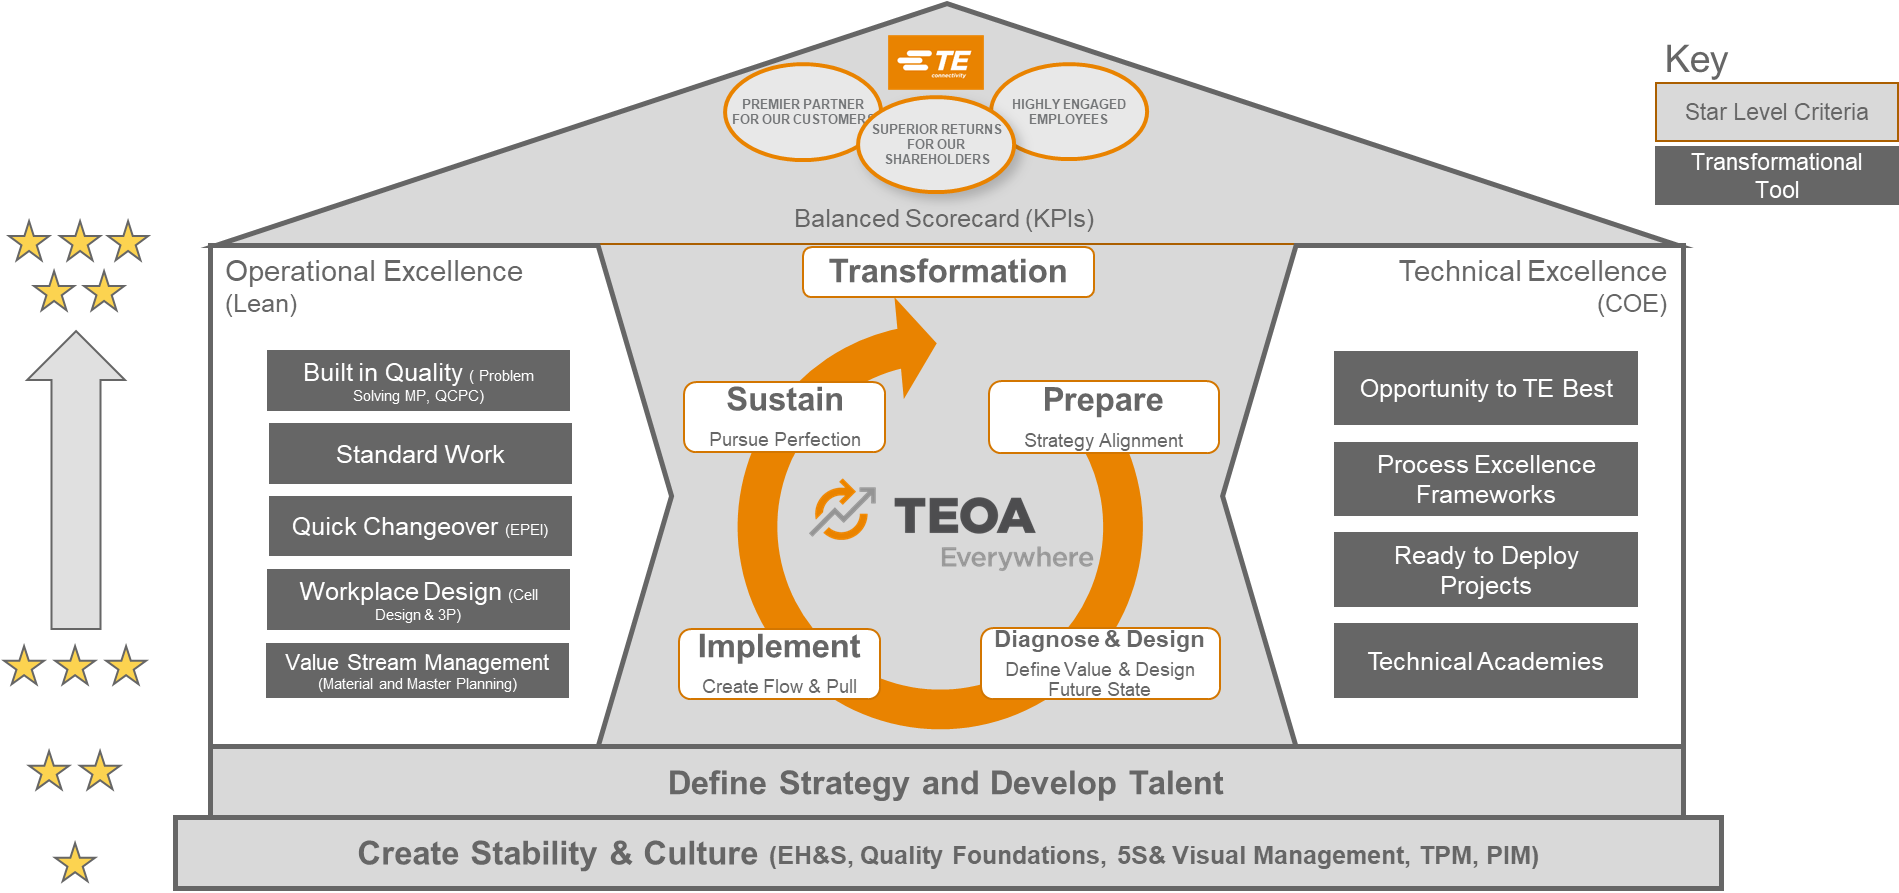 TE
connectivity
PREMIER PARTNER
FOR OUR CUSTOMERS
SUPERIOR RETURNS
FOR OUR
SHAREHOLDERS
HIGHLY ENGAGED
EMPLOYEES
Balanced Scorecard (KPIs)
Key
Star Level Criteria
Transformational
Tool
Operational Excellence
(Lean)
Built in Quality ( Problem
Solving MP, QCPC)
Standard Work
Quick Changeover (EPEI)
Workplace Design (Cell
Design & 3P)
Value Stream Management
(Material and Master Planning)
Transformation
Sustain
Pursue Perfection
Prepare
Strategy Alignment
TEOA
Everywhere
Implement
Create Flow & Pull
Diagnose & Design
Define Value & Design
Future State
Technical Excellence
(COE)
Opportunity to TE Best
Process Excellence
Frameworks
Ready to Deploy
Projects
Technical Academies
Define Strategy and Develop Talent
Create Stability & Culture (EH&S, Quality Foundations, 5S& Visual Management, TPM, PIM)